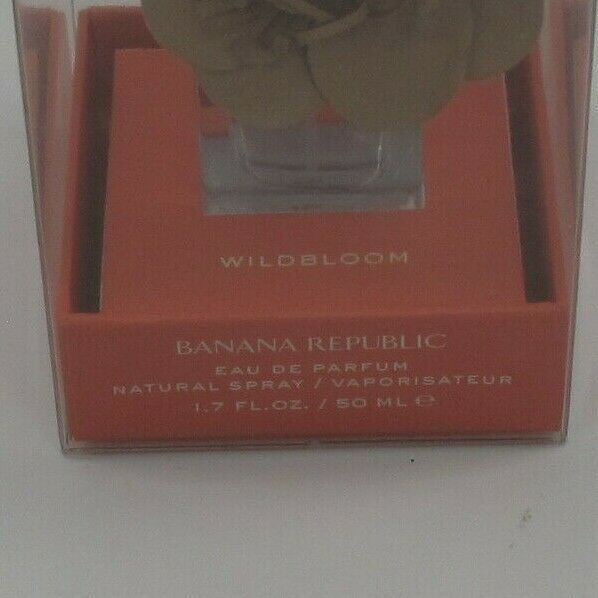 WILDBLOOM
BANANA REPUBLIC
EAU DE PARFUM
NATURAL SPRAY / VAPORISATEUR
1.7 FL.OZ. / 50 ML ℮